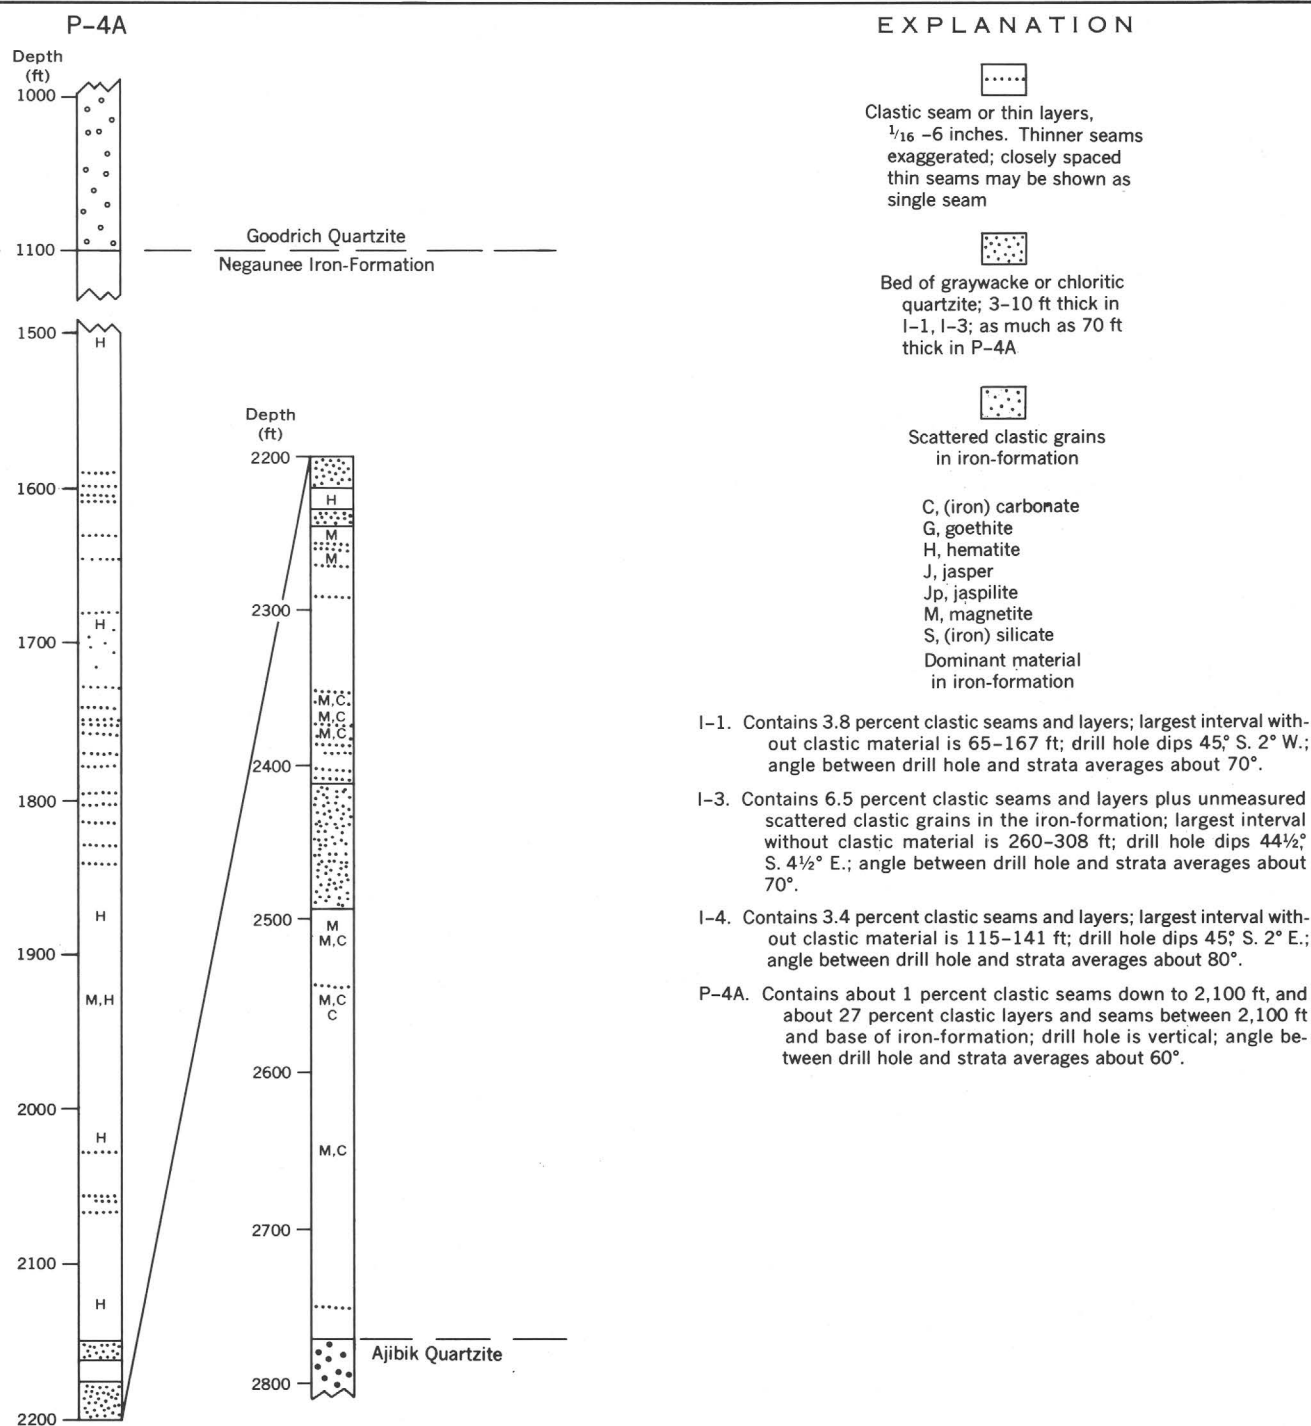 P-4A
Depth
(ft)
1000
1100
Goodrich Quartzite
Negaunee Iron-Formation
1500
H
1600
H
1700
1800
H
1900
M,H
2000
H
2100
H
2200
Depth
(ft)
2200
H
M
M
2300
M,C
M,C
M,C
2400
2500
M
M,C
M,C
C
2600
M,C
2700
Ajibik Quartzite
2800
EXPLANATION
Clastic seam or thin layers,
1/16 -6 inches. Thinner seams
exaggerated; closely spaced
thin seams may be shown as
single seam
Bed of graywacke or chloritic
quartzite; 3-10 ft thick in
I-1, I-3; as much as 70 ft
thick in P-4A
Scattered clastic grains
in iron-formation
C, (iron) carbonate
G, goethite
H, hematite
J, jasper
Jp, jaspilite
M, magnetite
S, (iron) silicate
Dominant material
in iron-formation
I-1. Contains 3.8 percent clastic seams and layers; largest interval with-
out clastic material is 65-167 ft; drill hole dips 45°, S. 2° W.;
angle between drill hole and strata averages about 70°.
I-3. Contains 6.5 percent clastic seams and layers plus unmeasured
scattered clastic grains in the iron-formation; largest interval
without clastic material is 260-308 ft; drill hole dips 44½°,
S. 4½° E.; angle between drill hole and strata averages about
70°.
I-4. Contains 3.4 percent clastic seams and layers; largest interval with-
out clastic material is 115-141 ft; drill hole dips 45°, S. 2° E.;
angle between drill hole and strata averages about 80°.
P-4A. Contains about 1 percent clastic seams down to 2,100 ft, and
about 27 percent clastic layers and seams between 2,100 ft
and base of iron-formation; drill hole is vertical; angle be-
tween drill hole and strata averages about 60°.